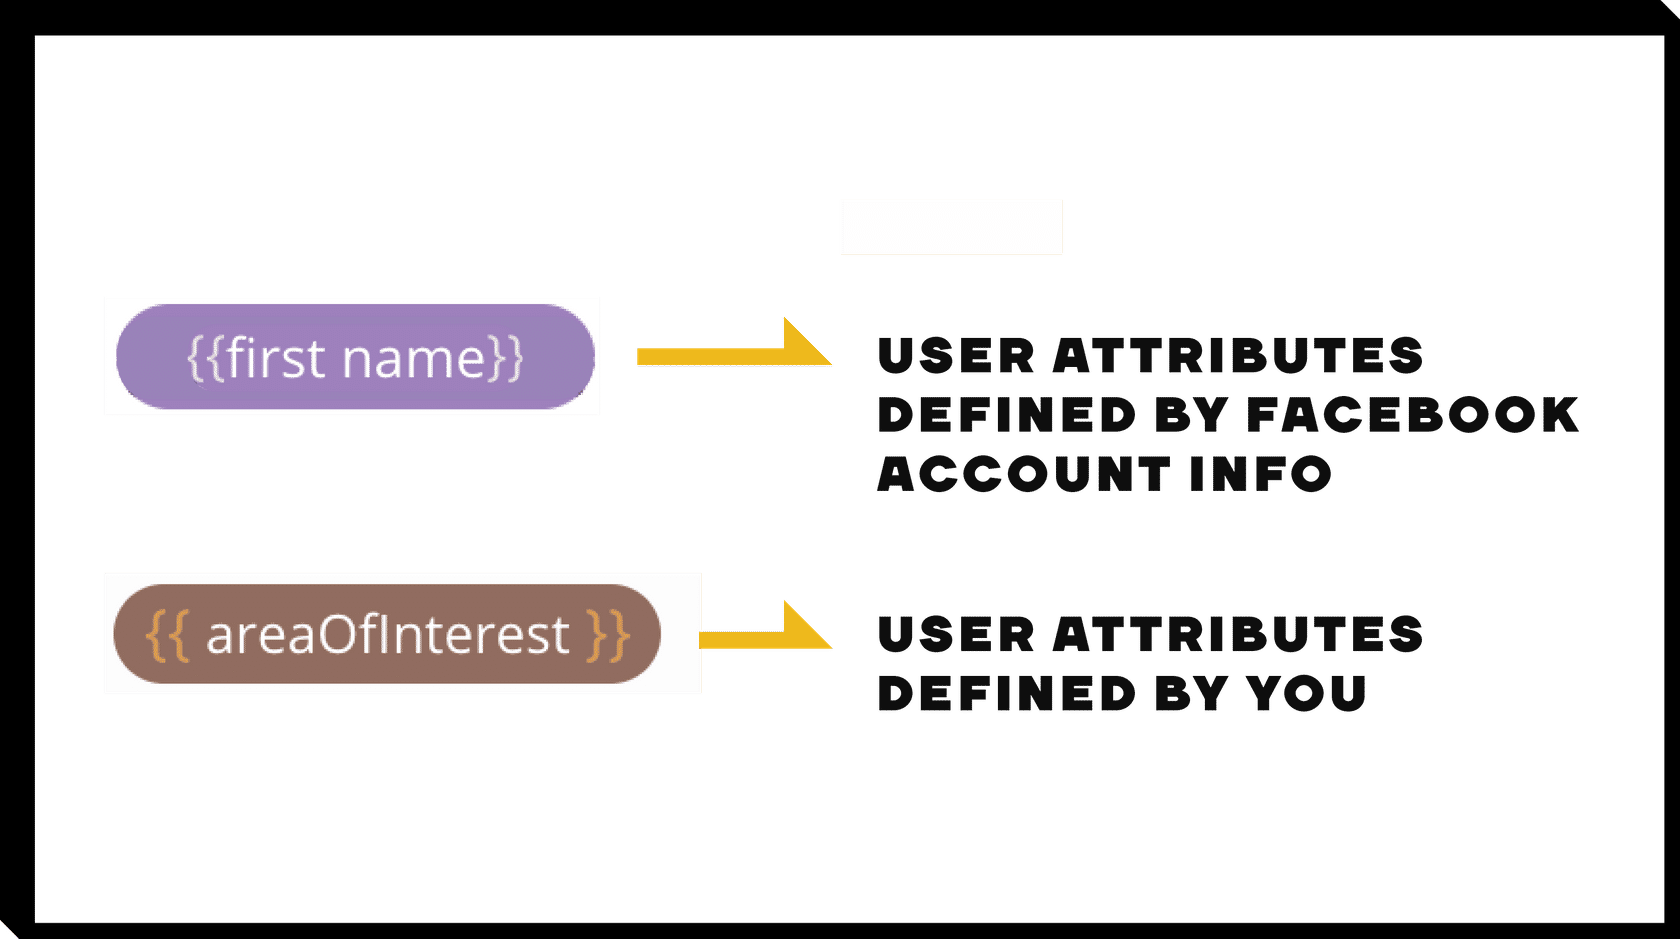 {{first name}}
USER ATTRIBUTES
DEFINED BY FACEBOOK
ACCOUNT INFO
{{ areaOfInterest }}
USER ATTRIBUTES
DEFINED BY YOU